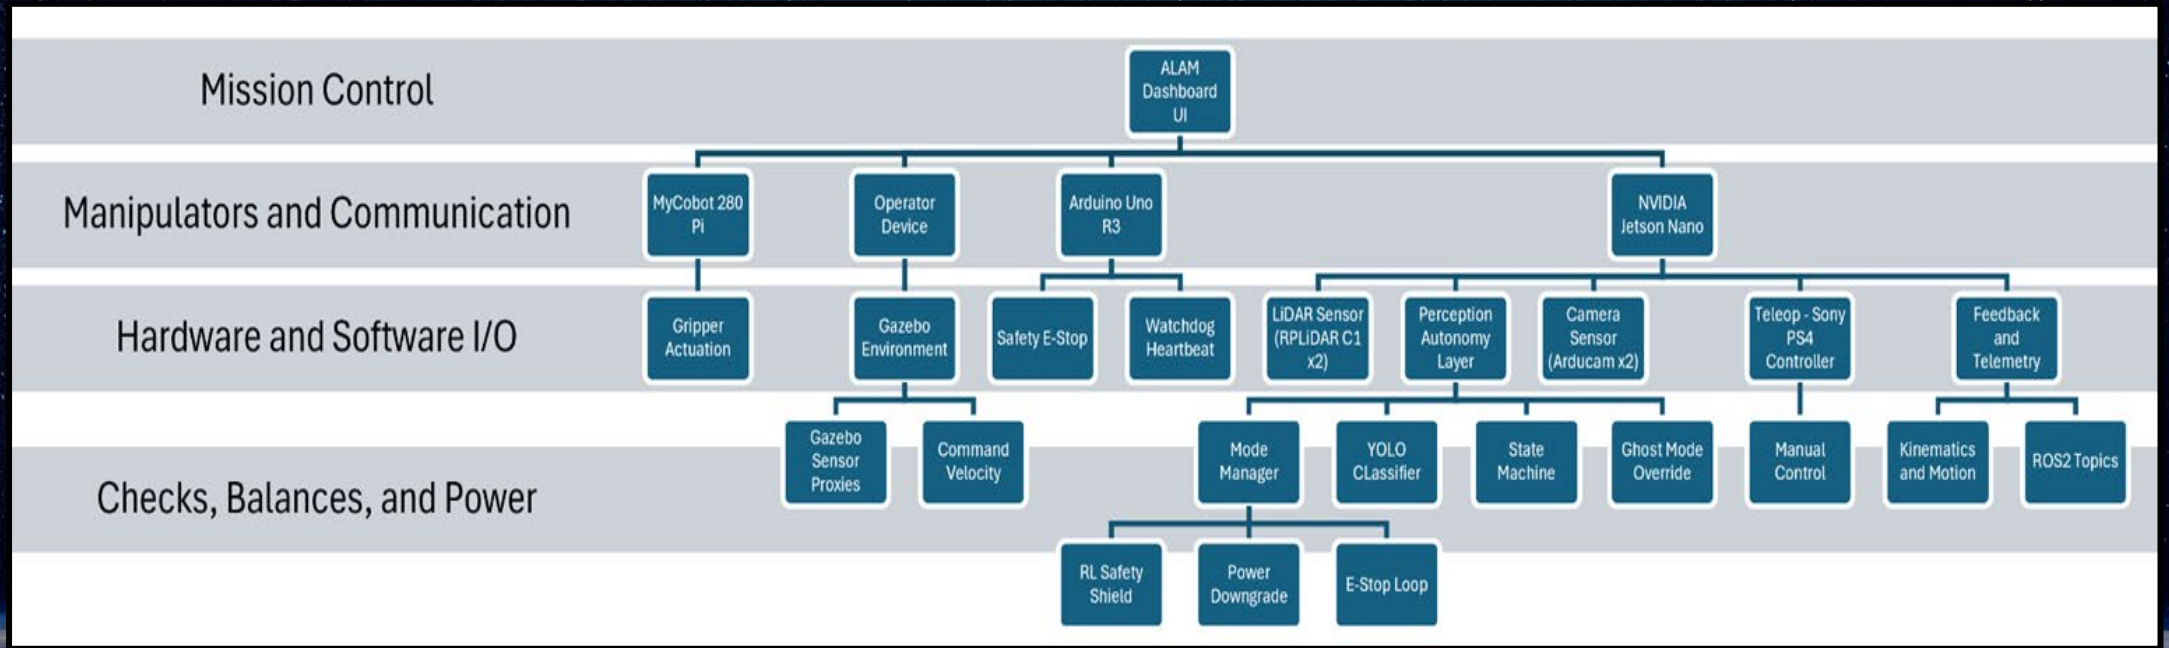 Mission Control
ALAM
Dashboard
UI
Manipulators and Communication
MyCobot 280
Pi
Operator
Device
Arduino Uno
R3
NVIDIA
Jetson Nano
Hardware and Software I/O
Gripper
Actuation
Gazebo
Environment
Safety E-Stop
Watchdog
Heartbeat
LiDAR Sensor
(RPLiDAR C1
x2)
Perception
Autonomy
Layer
Camera
Sensor
(Arducam x2)
Teleop - Sony
PS4
Controller
Feedback
and
Telemetry
Checks, Balances, and Power
Gazebo
Sensor
Proxies
Command
Velocity
Mode
Manager
YOLO
CLassifier
State
Machine
Ghost Mode
Override
Manual
Control
Kinematics
and Motion
ROS2 Topics
RL Safety
Shield
Power
Downgrade
E-Stop Loop